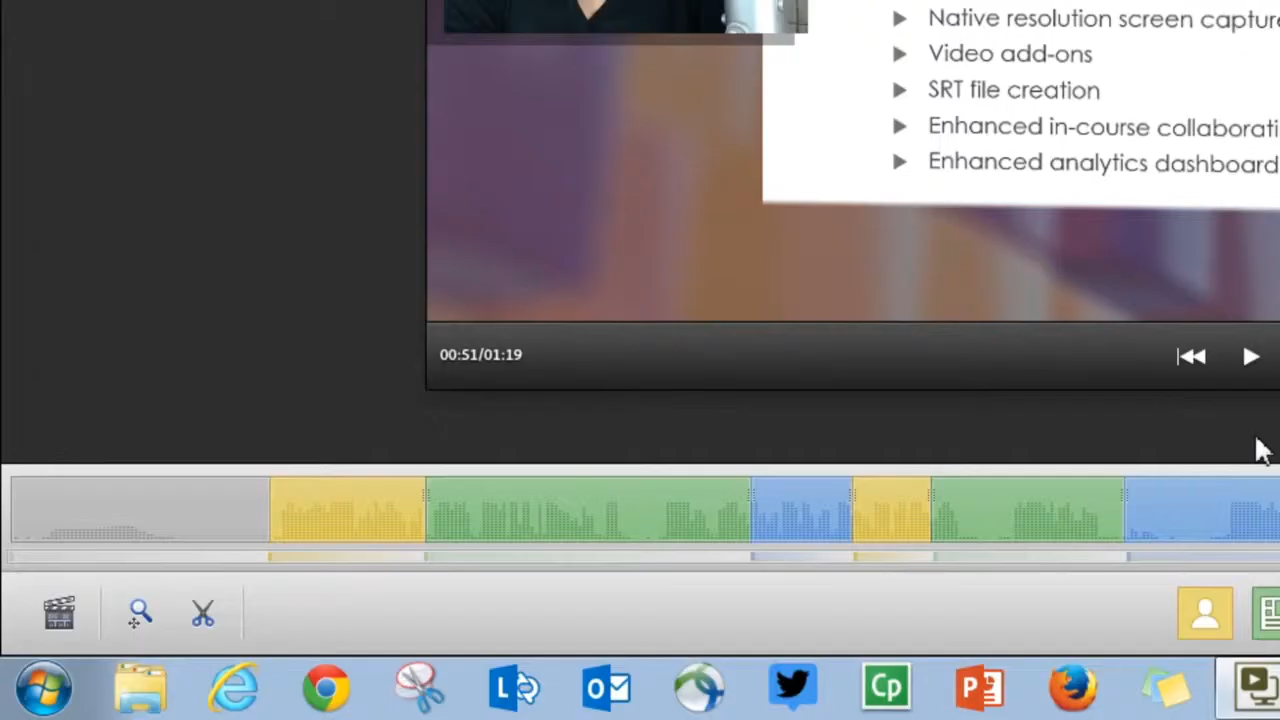 Native resolution screen capture
Video add-ons
SRT file creation
Enhanced in-course collaborati
Enhanced analytics dashboard
00:51/01:19
L
O
Cp
P